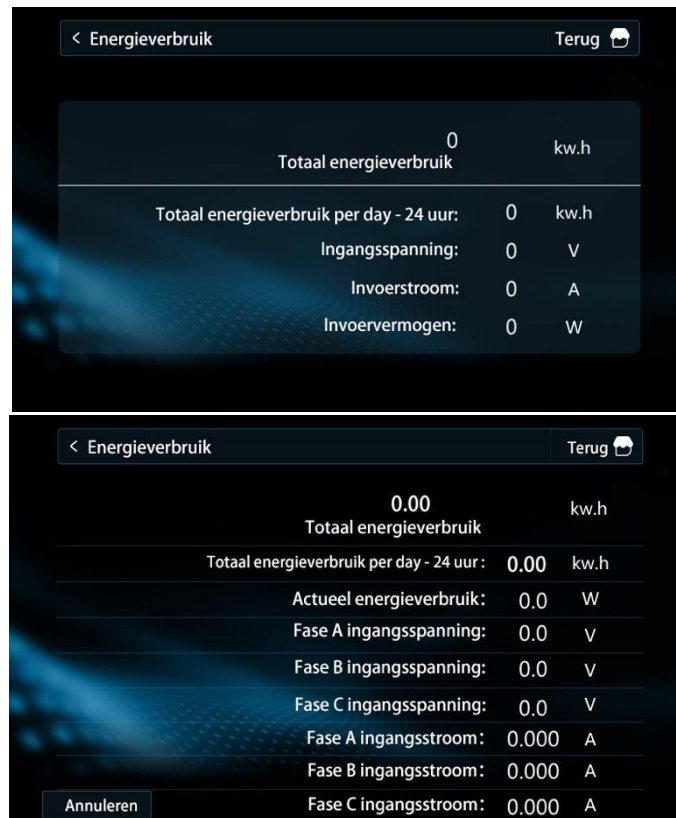 < Energieverbruik Terug
0 kw.h
Totaal energieverbruik
Totaal energieverbruik per day - 24 uur: 0 kw.h
Ingangsspanning: 0 V
Invoerstroom: 0 A
Invoervermogen: 0 W
< Energieverbruik Terug
0.00 kw.h
Totaal energieverbruik
Totaal energieverbruik per day - 24 uur: 0.00 kw.h
Actueel energieverbruik: 0.0 W
Fase A ingangsspanning: 0.0 V
Fase B ingangsspanning: 0.0 V
Fase C ingangsspanning: 0.0 V
Fase A ingangsstroom: 0.000 A
Fase B ingangsstroom: 0.000 A
Annuleren Fase C ingangsstroom: 0.000 A